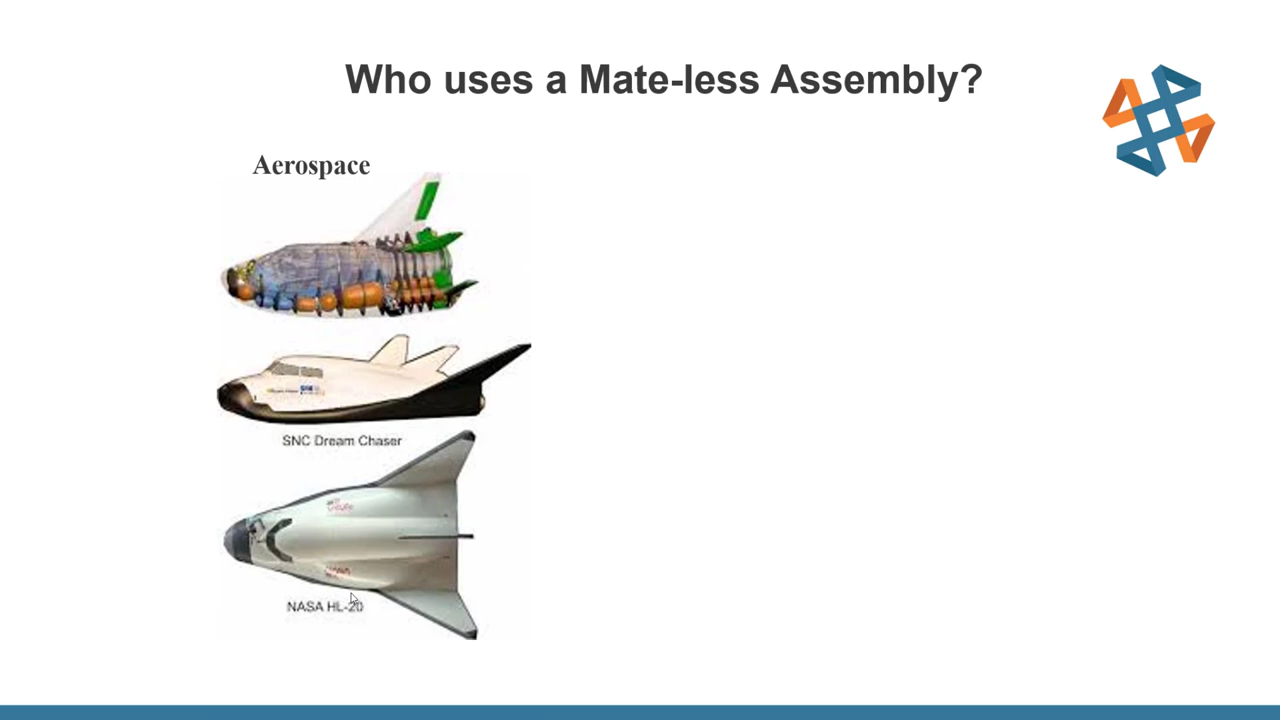 Who uses a Mate-less Assembly?
Aerospace
SNC Dream Chaser
NASA HL-20